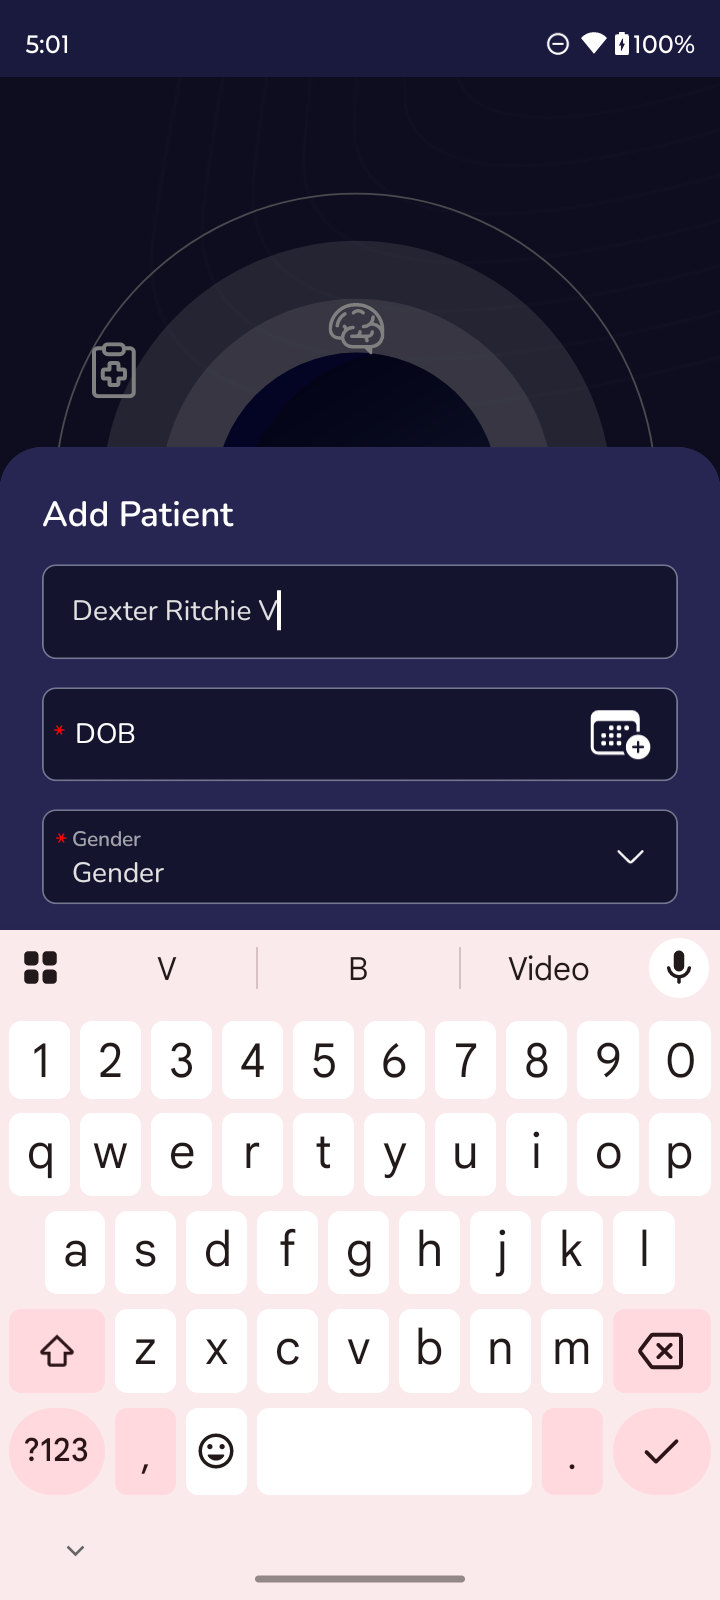 5:01 100%
Add Patient
Dexter Ritchie V
* DOB
* Gender
Gender
V B Video
1 2 3 4 5 6 7 8 9 0
q w e r t y u i o p
a s d f g h j k l
z x c v b n m
?123 , .